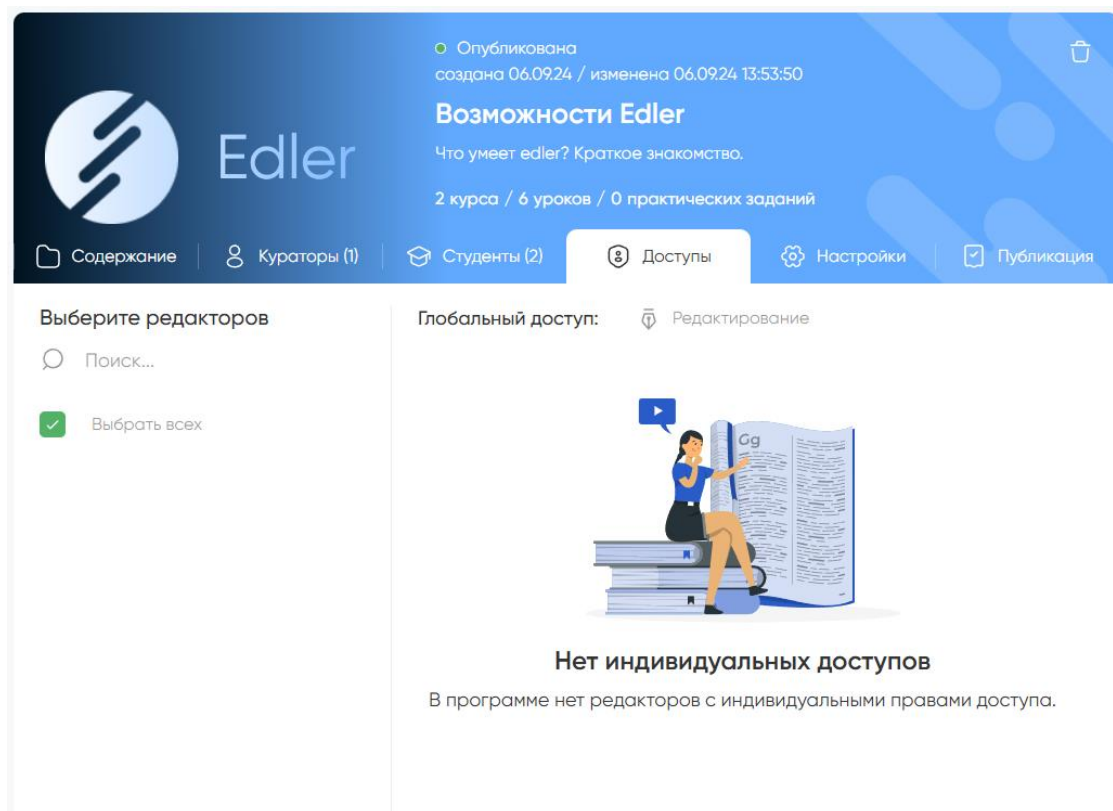 Опубликована
создана 06.09.24 / изменена 06.09.24 13:53:50
Возможности Edler
Что умеет edler? Краткое знакомство.
2 курса / 6 уроков / 0 практических заданий
Edler
Содержание
Кураторы (1)
Студенты (2)
Доступы
Настройки
Публикация
Выберите редакторов
Поиск...
Выбрать всех
Глобальный доступ:
Редактирование
Gg
Нет индивидуальных доступов
В программе нет редакторов с индивидуальными правами доступа.